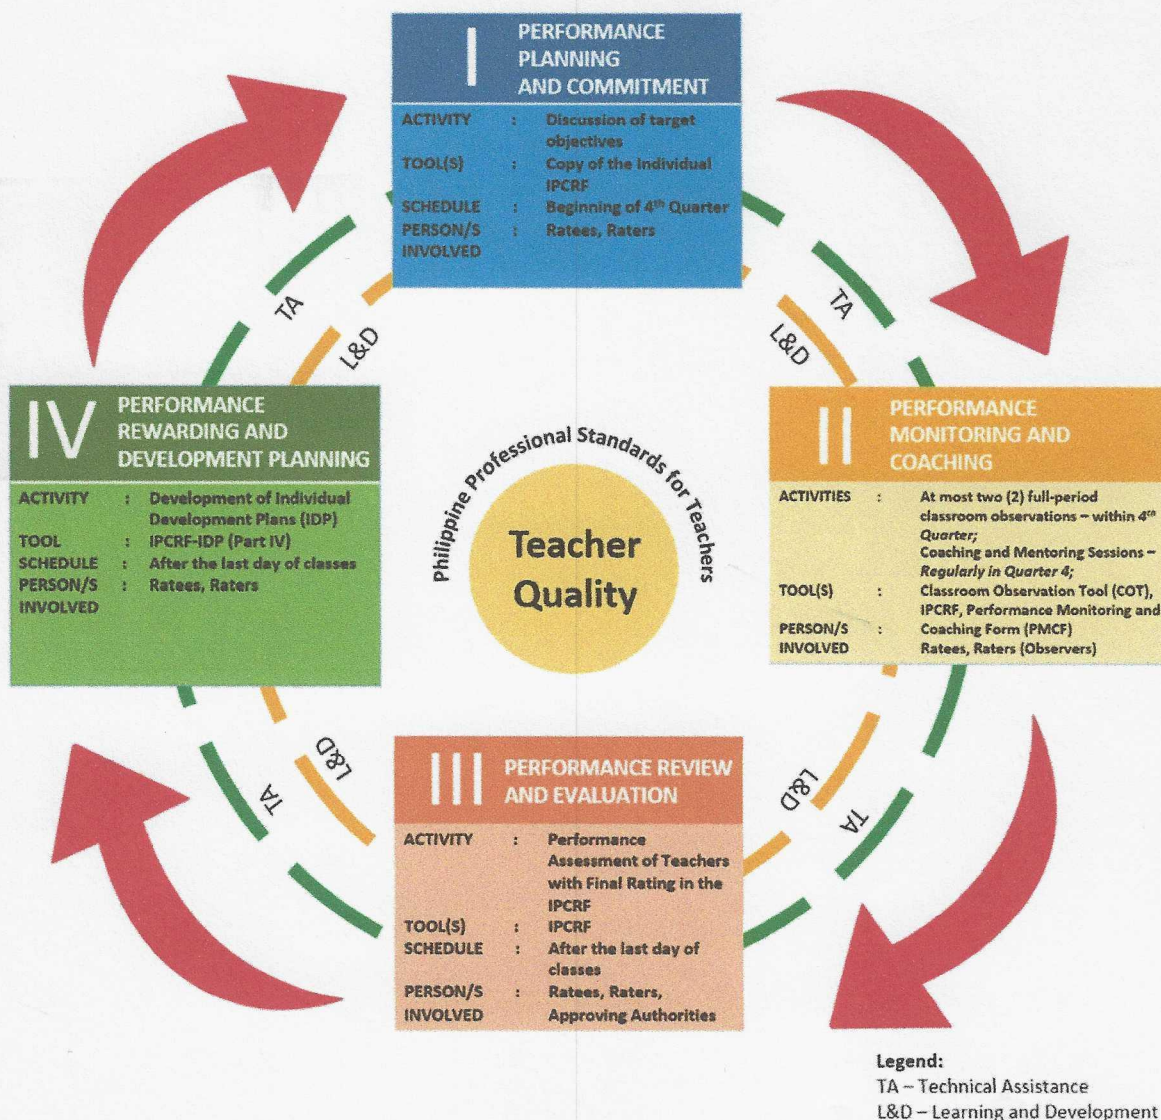 I PERFORMANCE
PLANNING
AND COMMITMENT
ACTIVITY : Discussion of target
objectives
TOOL(S) : Copy of the Individual
IPCRF
SCHEDULE : Beginning of 4th Quarter
PERSON/S : Ratees, Raters
INVOLVED
TA
L&D
TA
L&D
IV PERFORMANCE
REWARDING AND
DEVELOPMENT PLANNING
ACTIVITY : Development of Individual
Development Plans (IDP)
TOOL : IPCRF-IDP (Part IV)
SCHEDULE : After the last day of classes
PERSON/S : Ratees, Raters
INVOLVED
Philippine Professional Standards for Teachers
Teacher
Quality
II PERFORMANCE
MONITORING AND
COACHING
ACTIVITIES : At most two (2) full-period
classroom observations – within 4th
Quarter;
Coaching and Mentoring Sessions –
Regularly in Quarter 4;
TOOL(S) : Classroom Observation Tool (COT),
IPCRF, Performance Monitoring and
PERSON/S : Coaching Form (PMCF)
INVOLVED Ratees, Raters (Observers)
L&D
TA
L&D
TA
III PERFORMANCE REVIEW
AND EVALUATION
ACTIVITY : Performance
Assessment of Teachers
with Final Rating in the
IPCRF
TOOL(S) : IPCRF
SCHEDULE : After the last day of
classes
PERSON/S : Ratees, Raters,
INVOLVED Approving Authorities
Legend:
TA – Technical Assistance
L&D – Learning and Development